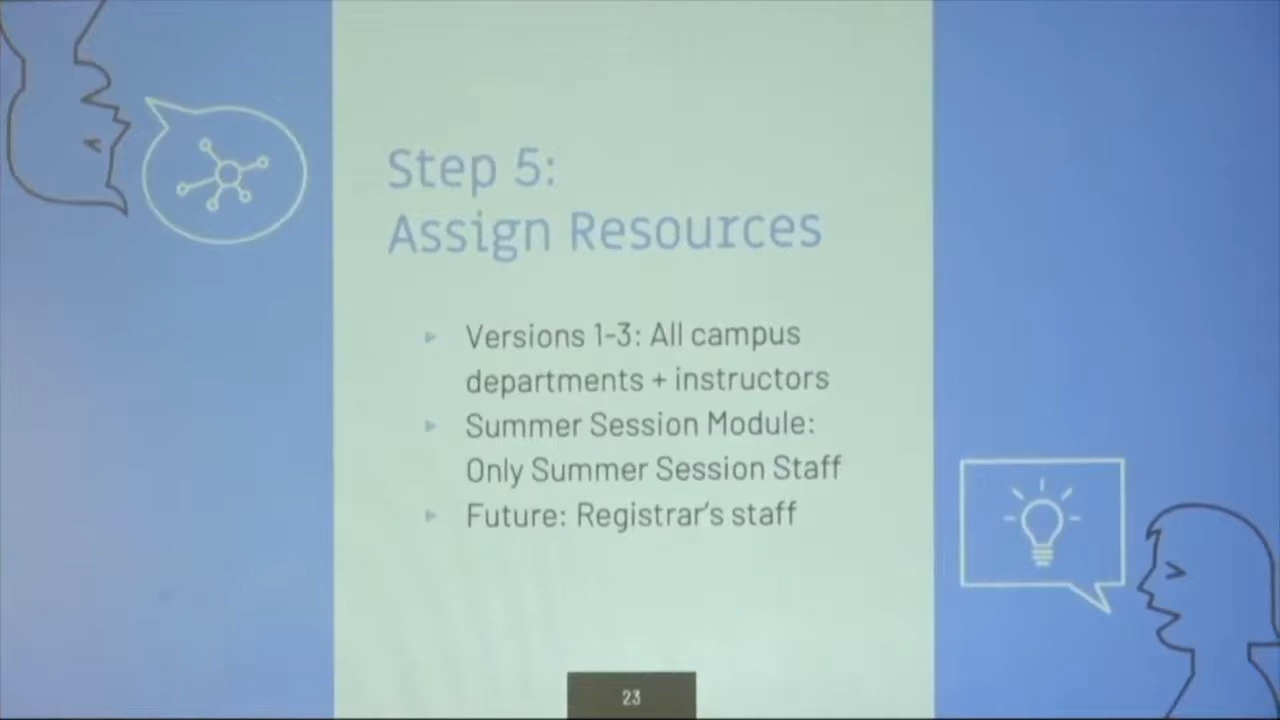 Step 5:
Assign Resources
Versions 1-3: All campus
departments + instructors
Summer Session Module:
Only Summer Session Staff
Future: Registrar's staff
23